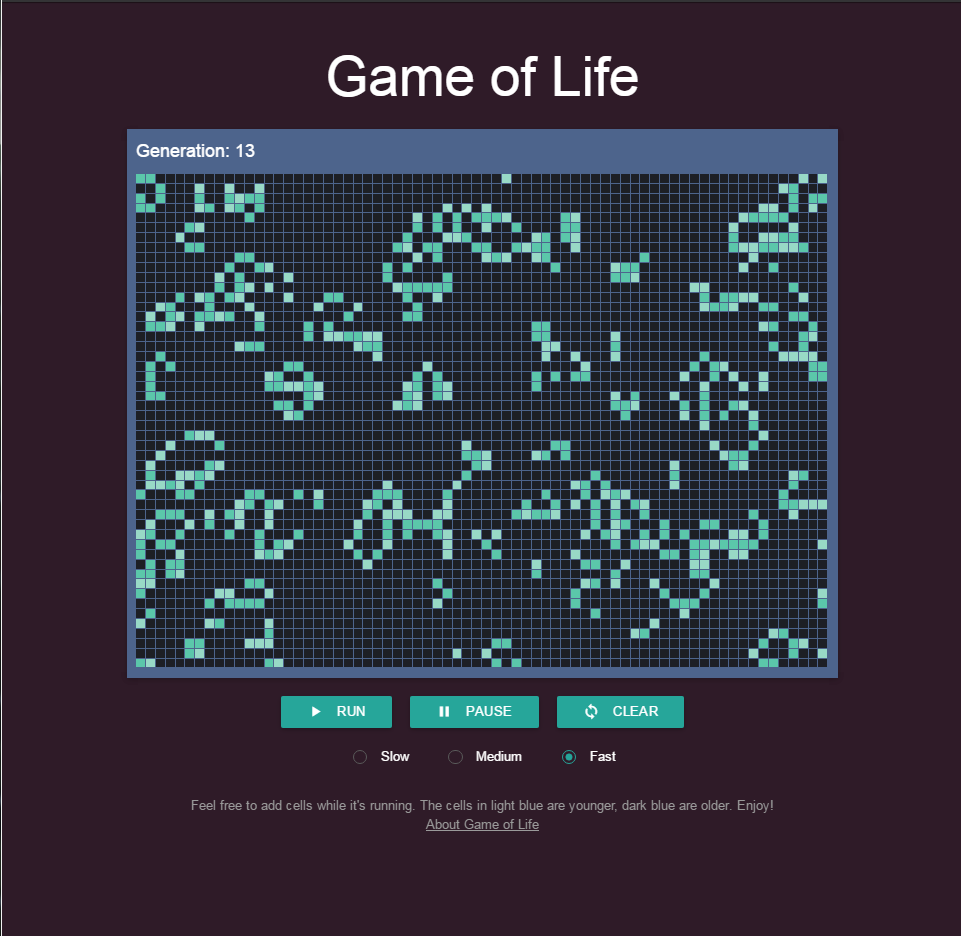 Game of Life
Generation: 13
RUN PAUSE CLEAR
Slow Medium Fast
Feel free to add cells while it's running. The cells in light blue are younger, dark blue are older. Enjoy!
About Game of Life